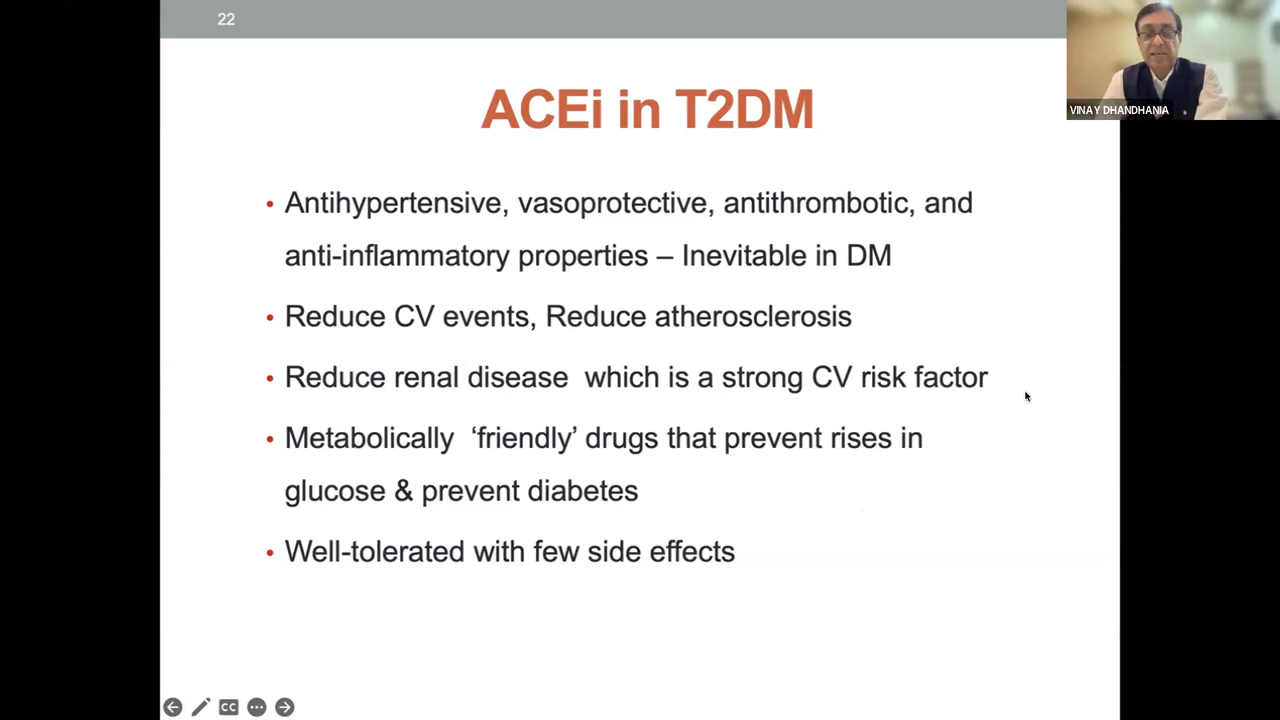 22
VINAY DHANDHANIA
ACEi in T2DM
• Antihypertensive, vasoprotective, antithrombotic, and
anti-inflammatory properties – Inevitable in DM
• Reduce CV events, Reduce atherosclerosis
• Reduce renal disease  which is a strong CV risk factor
• Metabolically  ‘friendly’ drugs that prevent rises in
glucose & prevent diabetes
• Well-tolerated with few side effects
CC